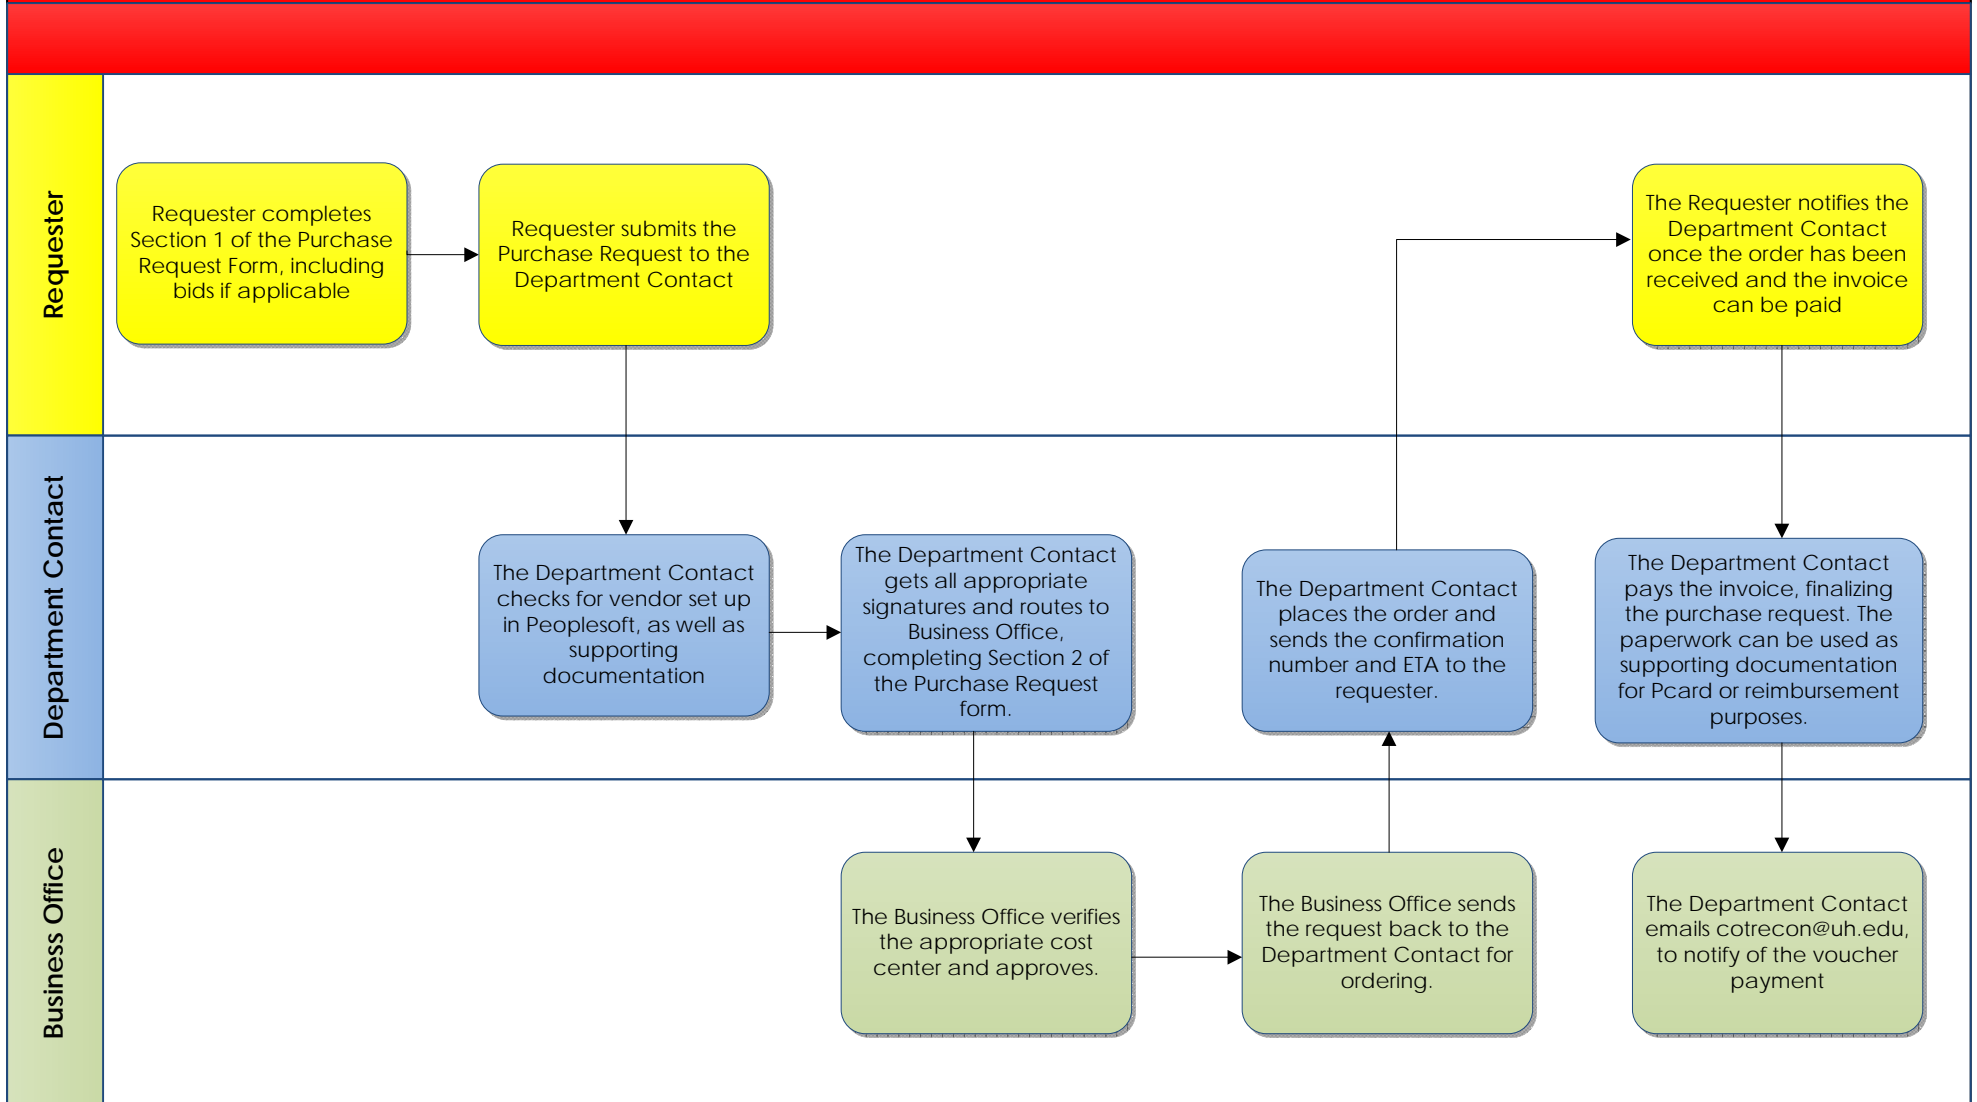 Requester
Requester completes
Section 1 of the Purchase
Request Form, including
bids if applicable
Requester submits the
Purchase Request to the
Department Contact
The Requester notifies the
Department Contact
once the order has been
received and the invoice
can be paid
Department Contact
The Department Contact
checks for vendor set up
in Peoplesoft, as well as
supporting
documentation
The Department Contact
gets all appropriate
signatures and routes to
Business Office,
completing Section 2 of
the Purchase Request
form.
The Department Contact
places the order and
sends the confirmation
number and ETA to the
requester.
The Department Contact
pays the invoice, finalizing
the purchase request. The
paperwork can be used as
supporting documentation
for Pcard or reimbursement
purposes.
Business Office
The Business Office verifies
the appropriate cost
center and approves.
The Business Office sends
the request back to the
Department Contact for
ordering.
The Department Contact
emails cotrecon@uh.edu,
to notify of the voucher
payment